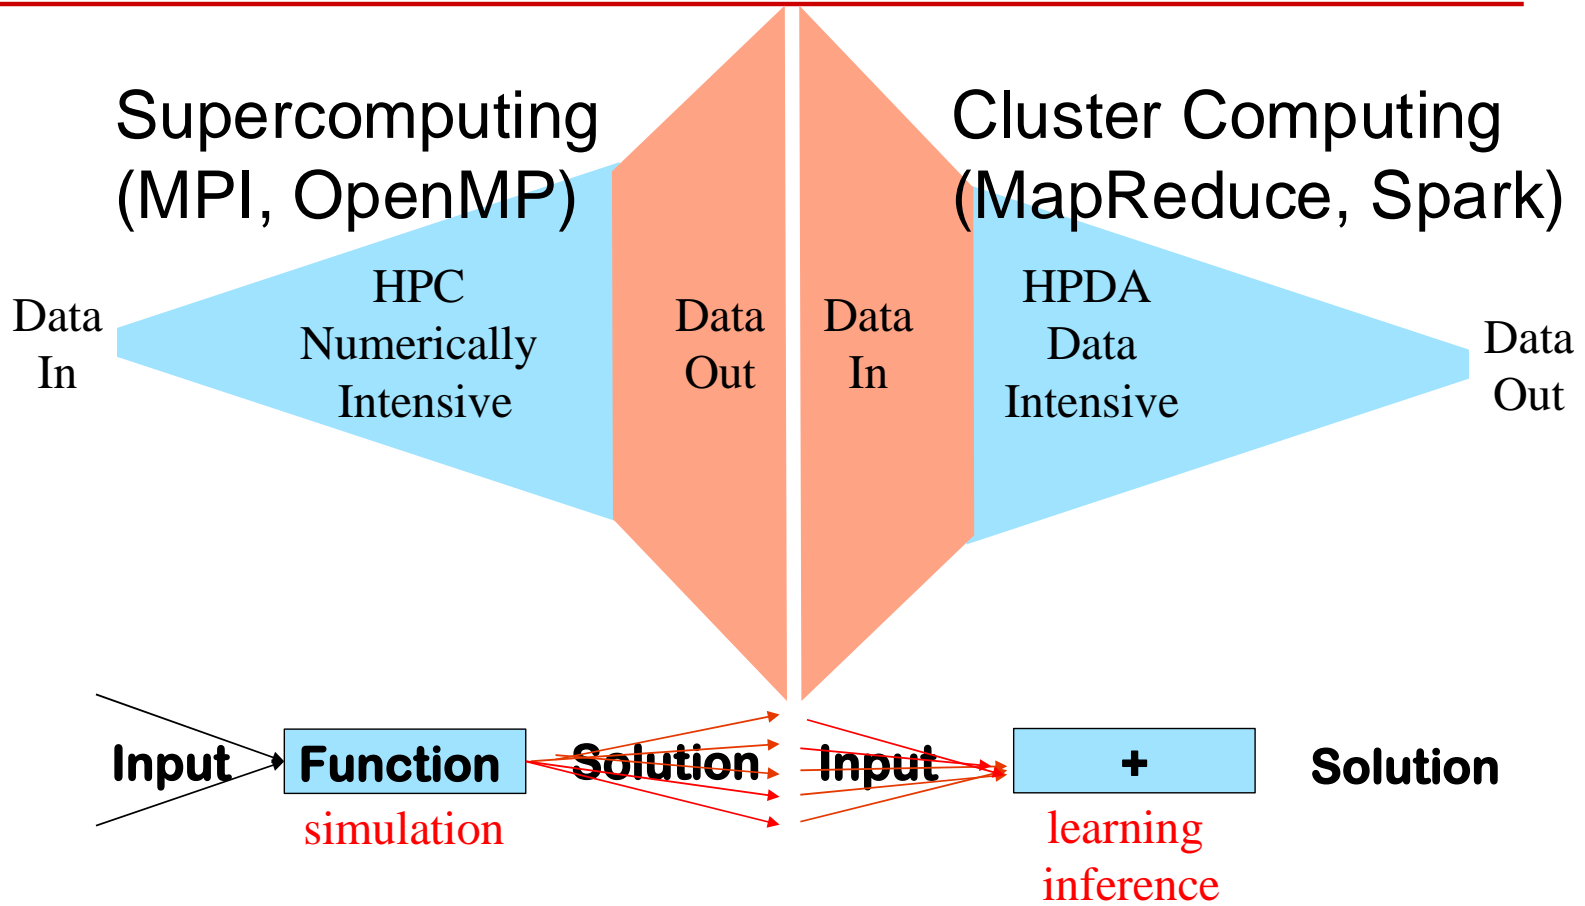 Supercomputing
(MPI, OpenMP)
Cluster Computing
(MapReduce, Spark)
Data
In
HPC
Numerically
Intensive
Data
Out
Data
In
HPDA
Data
Intensive
Data
Out
Input
Function
Solution
Input
+
Solution
simulation
learning
inference